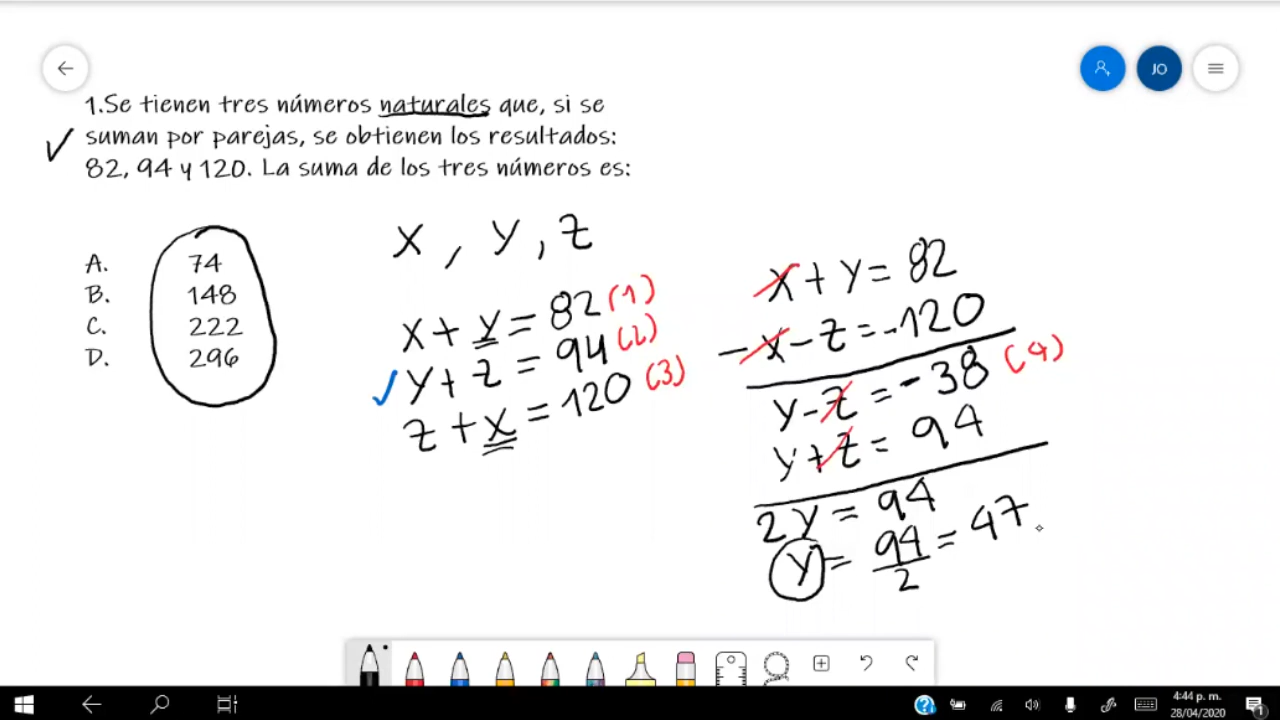 JO
1.Se tienen tres números naturales que, si se
suman por parejas, se obtienen los resultados:
82, 94 y 120. La suma de los tres números es:
A. 74
B. 148
C. 222
D. 296
x, y, z
x + y = 82 (1)
y + z = 94 (2)
z + x = 120 (3)
x + y = 82
-x - z = -120
y - z = -38 (4)
y + z = 94
2y = 94
y = 94/2 = 47
4:44 p. m.
28/04/2020
1